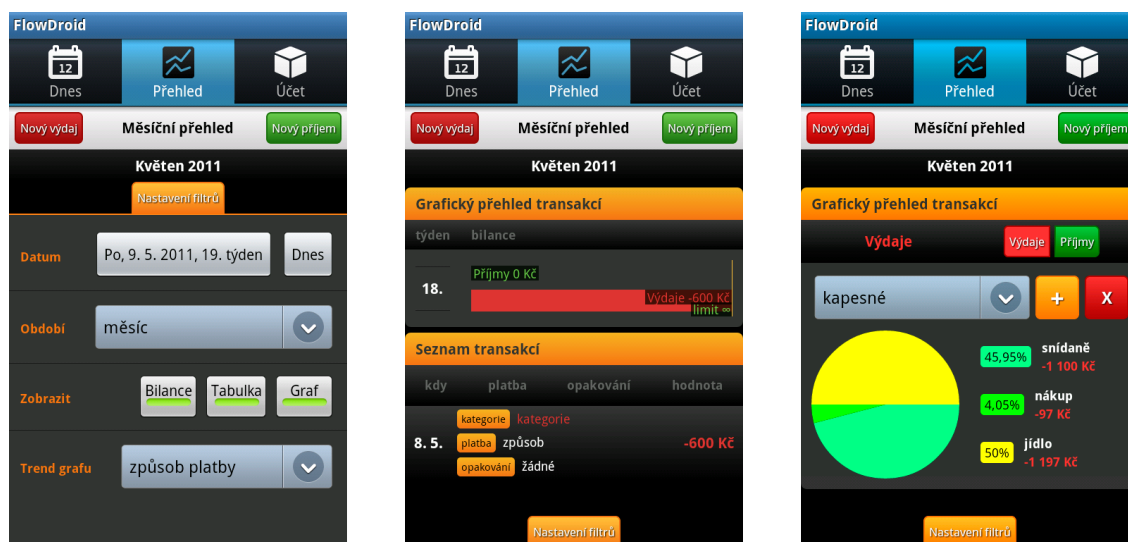 FlowDroid
12
Dnes
Přehled
Účet
Nový výdaj
Měsíční přehled
Nový příjem
Květen 2011
Nastavení filtrů
Datum
Po, 9. 5. 2011, 19. týden
Dnes
Období
měsíc
Zobrazit
Bilance
Tabulka
Graf
Trend grafu
způsob platby
FlowDroid
12
Dnes
Přehled
Účet
Nový výdaj
Měsíční přehled
Nový příjem
Květen 2011
Grafický přehled transakcí
týden bilance
18.
Příjmy 0 Kč
Výdaje -600 Kč
limit ∞
Seznam transakcí
kdy platba opakování hodnota
8. 5.
kategorie kategorie
platba způsob
opakování žádné
-600 Kč
Nastavení filtrů
FlowDroid
12
Dnes
Přehled
Účet
Nový výdaj
Měsíční přehled
Nový příjem
Květen 2011
Grafický přehled transakcí
Výdaje
Výdaje
Příjmy
kapesné
+
X
45,95%
snídaně
-1 100 Kč
4,05%
nákup
-97 Kč
50%
jídlo
-1 197 Kč
Nastavení filtrů